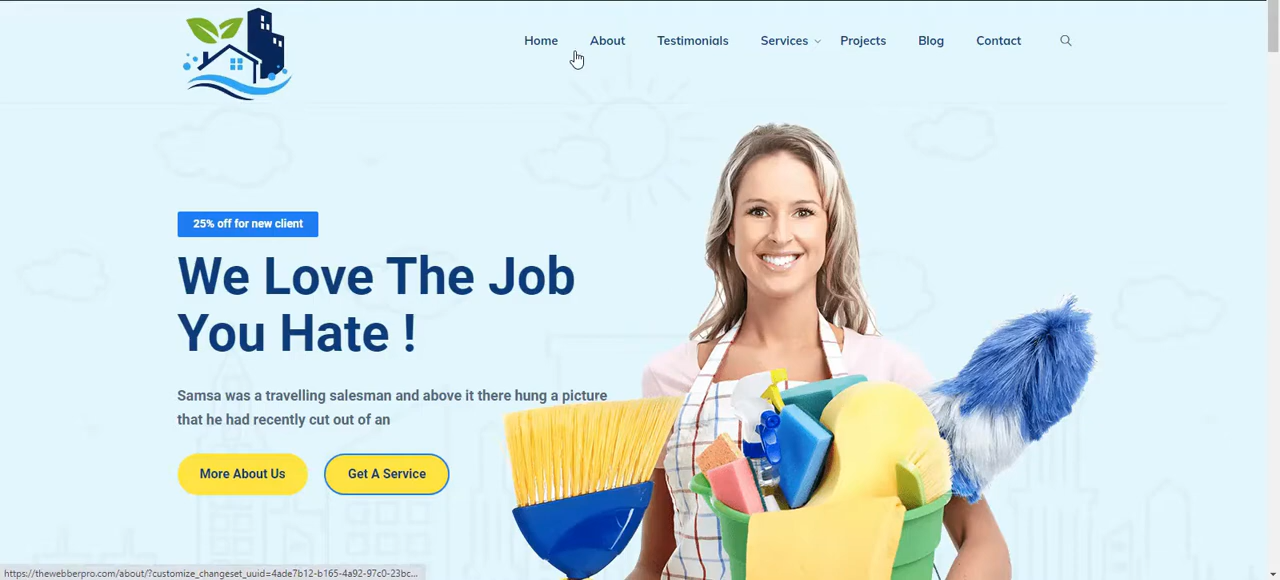 Home About Testimonials Services Projects Blog Contact
25% off for new client
We Love The Job
You Hate !
Samsa was a travelling salesman and above it there hung a picture
that he had recently cut out of an
More About Us Get A Service
https://thewebberpro.com/about/?customize_changeset_uuid=4ade7b12-b165-4a92-97c0-23bc...